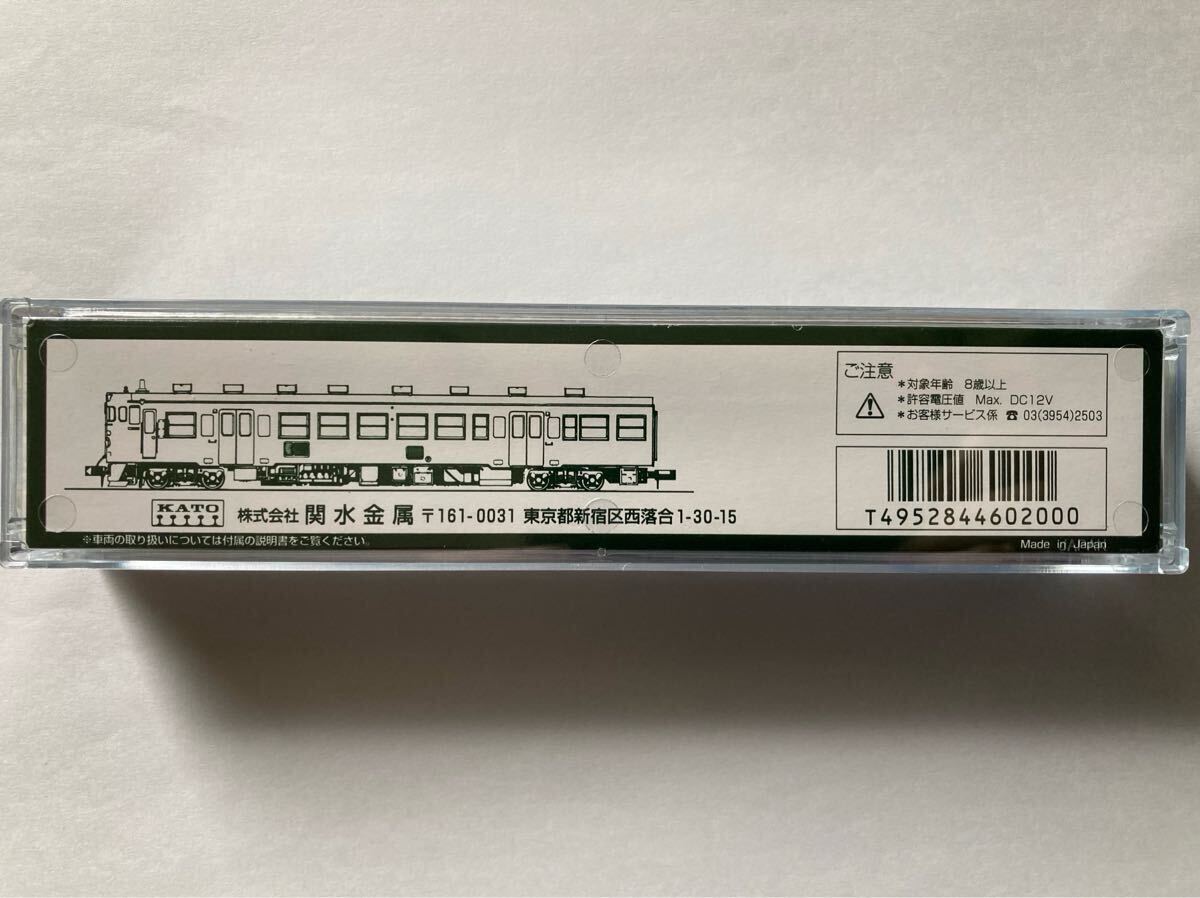 ご注意
*対象年齢 8歳以上
*許容電圧値 Max. DC12V
*お客様サービス係 ☎ 03(3954)2503
T4952844602000
KATO
株式会社 関水金属 〒161-0031 東京都新宿区西落合1-30-15
※車両の取り扱いについては付属の説明書をご覧ください。
Made in Japan